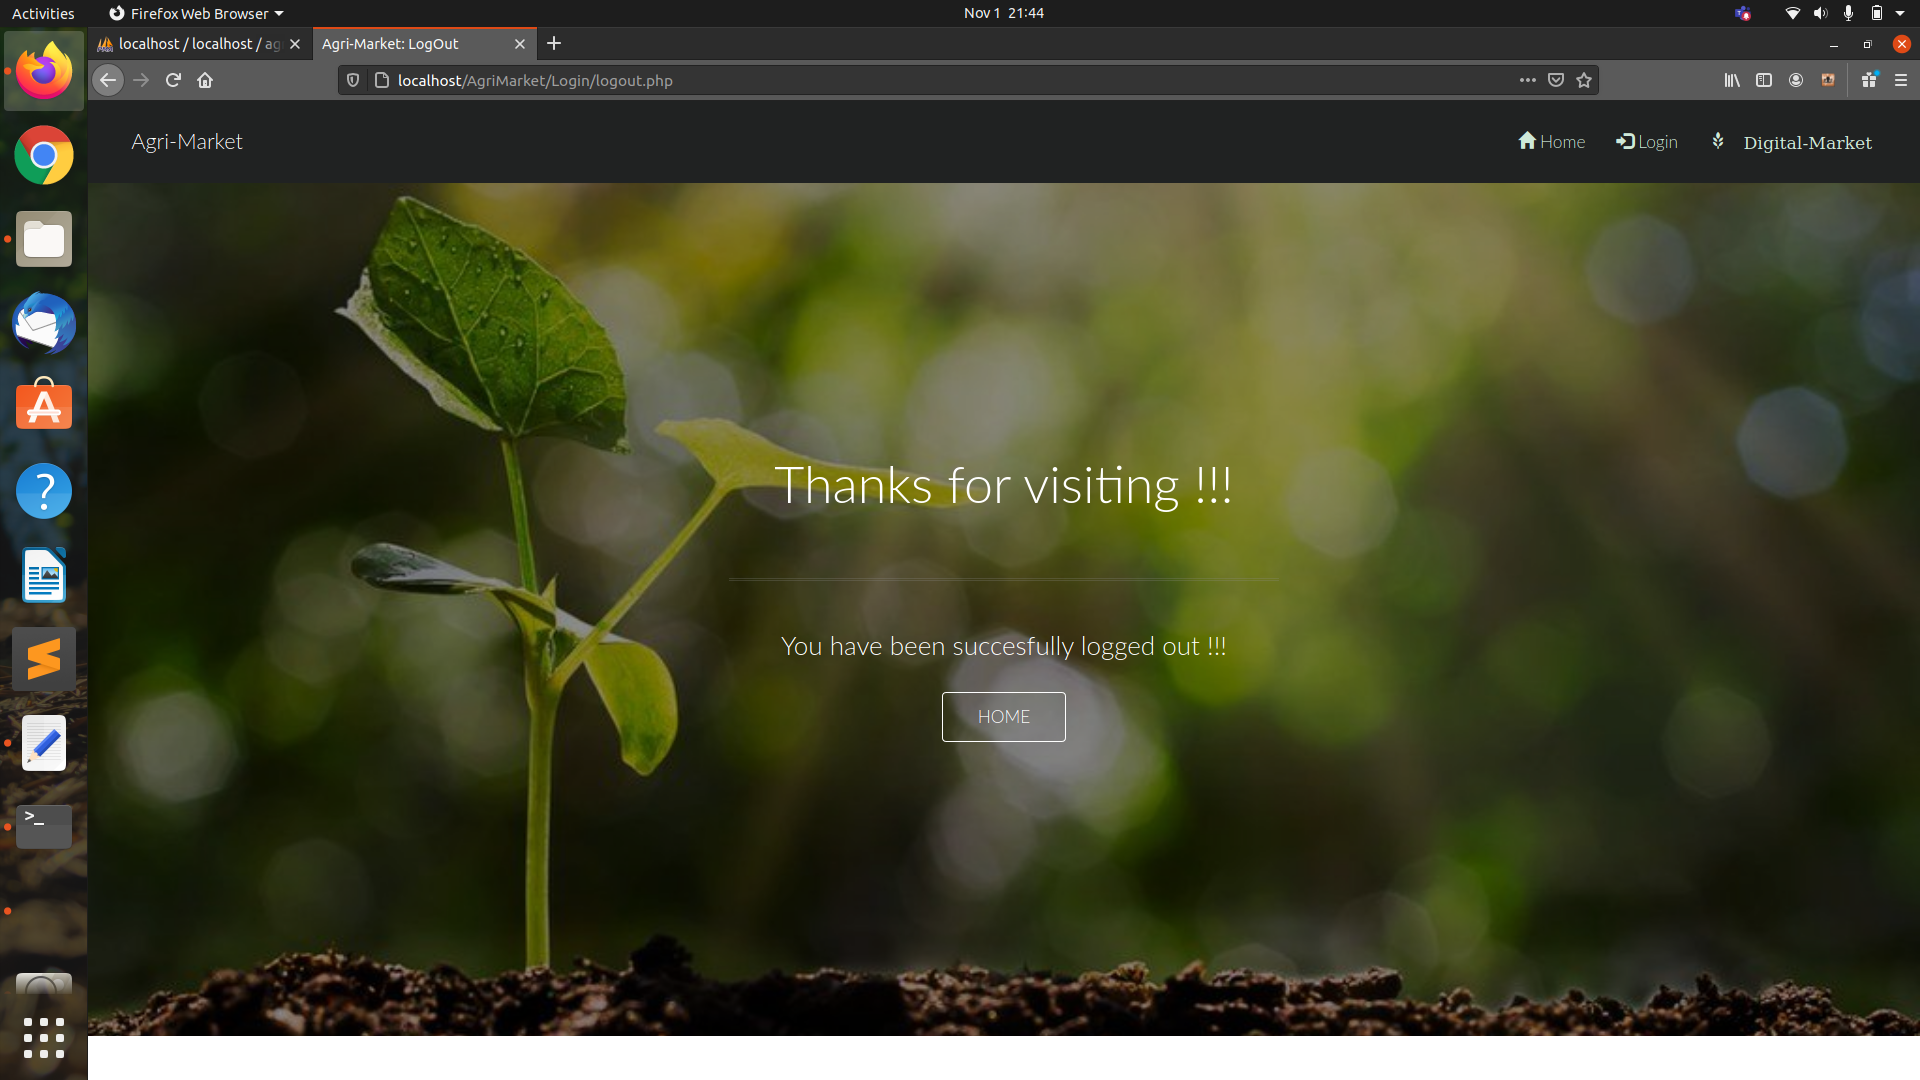 Activities
Firefox Web Browser
Nov 1 21:44
localhost / localhost / ag
Agri-Market: LogOut
localhost/AgriMarket/Login/logout.php
Agri-Market
Home
Login
Digital-Market
Thanks for visiting !!!
You have been succesfully logged out !!!
HOME